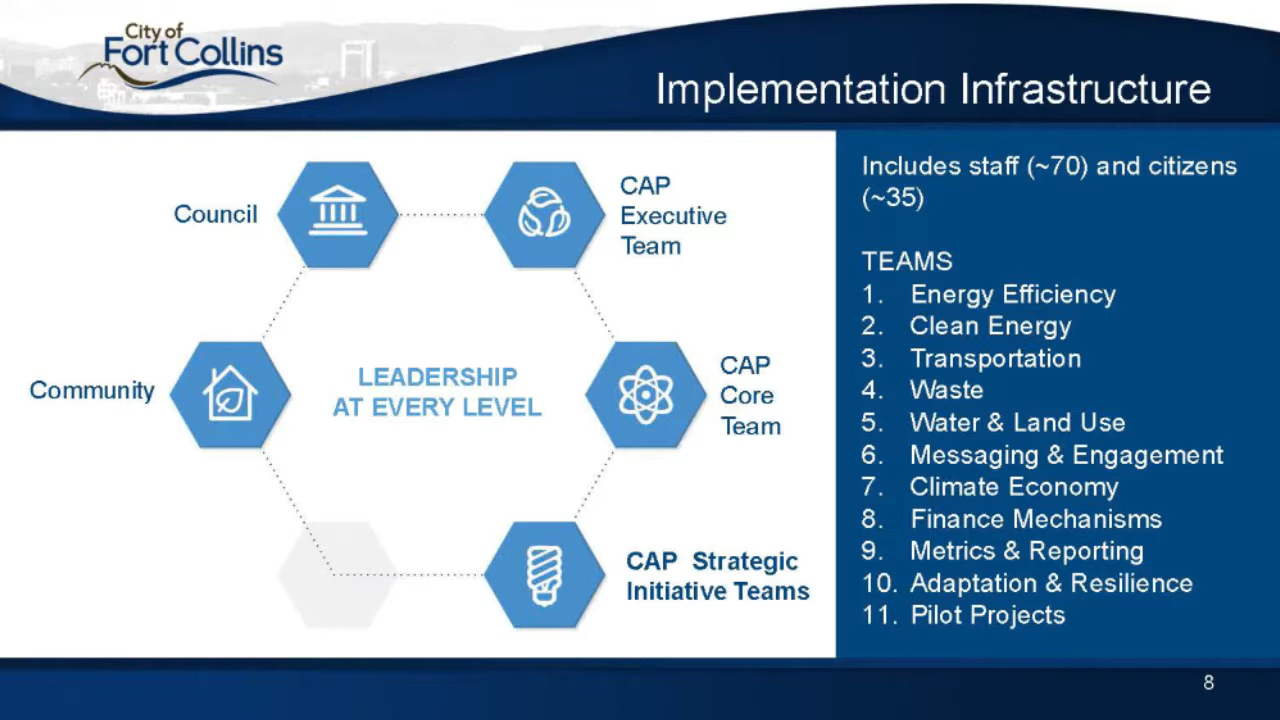 City of
Fort Collins
Implementation Infrastructure
Council
CAP
Executive
Team
Community
LEADERSHIP
AT EVERY LEVEL
CAP
Core
Team
CAP Strategic
Initiative Teams
Includes staff (~70) and citizens
(~35)
TEAMS
1. Energy Efficiency
2. Clean Energy
3. Transportation
4. Waste
5. Water & Land Use
6. Messaging & Engagement
7. Climate Economy
8. Finance Mechanisms
9. Metrics & Reporting
10. Adaptation & Resilience
11. Pilot Projects
8